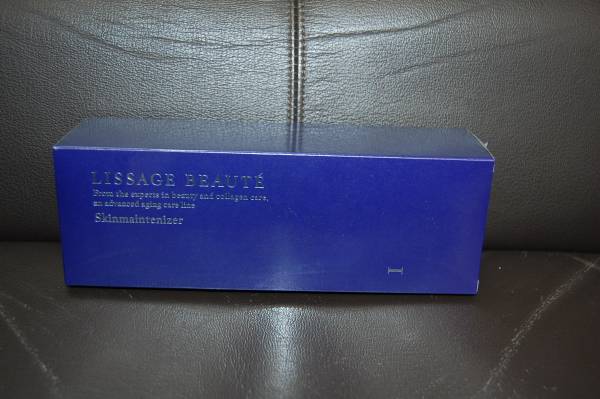 LISSAGE BEAUTÉ
From the experts in beauty and collagen care,
an advanced aging care line
Skinmaintenizer
I